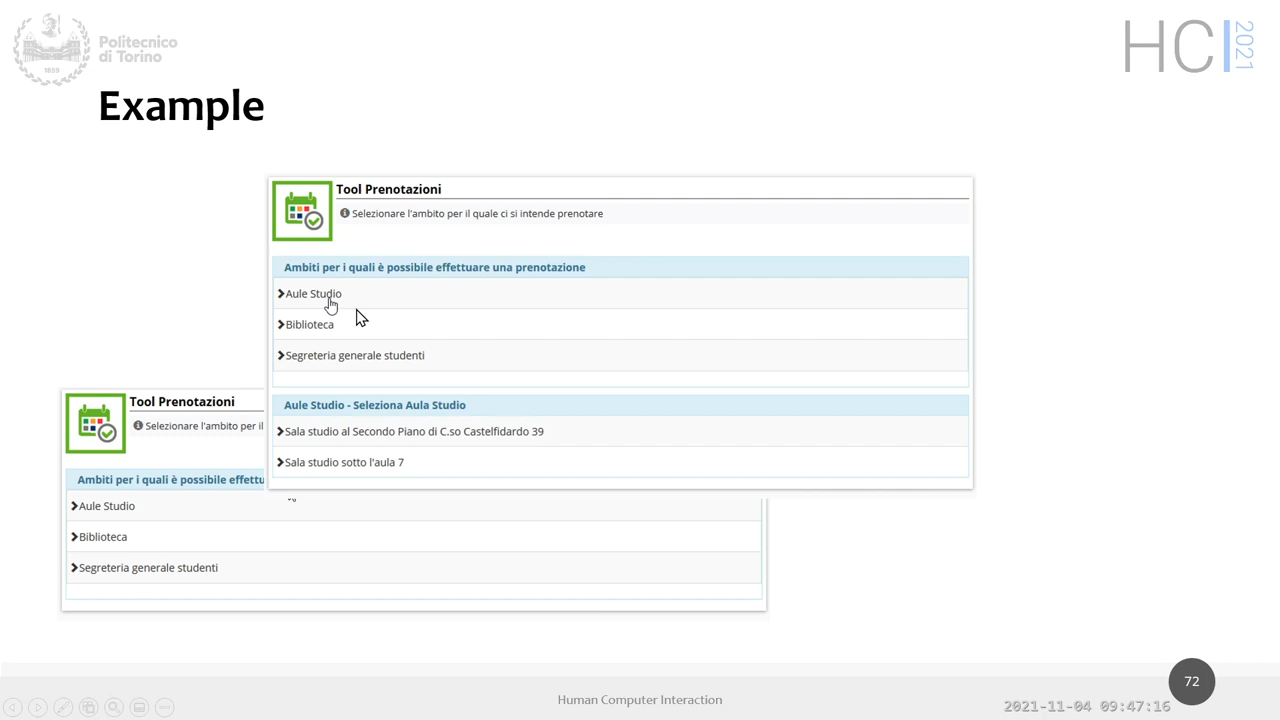 Politecnico
di Torino
1859
HCI 2021
Example
Tool Prenotazioni
Selezionare l'ambito per il quale ci si intende prenotare
Ambiti per i quali è possibile effettuare una prenotazione
Aule Studio
Biblioteca
Segreteria generale studenti
Aule Studio - Seleziona Aula Studio
Sala studio al Secondo Piano di C.so Castelfidardo 39
Sala studio sotto l'aula 7
Tool Prenotazioni
Selezionare l'ambito per il
Ambiti per i quali è possibile effettu
Aule Studio
Biblioteca
Segreteria generale studenti
Human Computer Interaction
72
2021-11-04 09:47:16